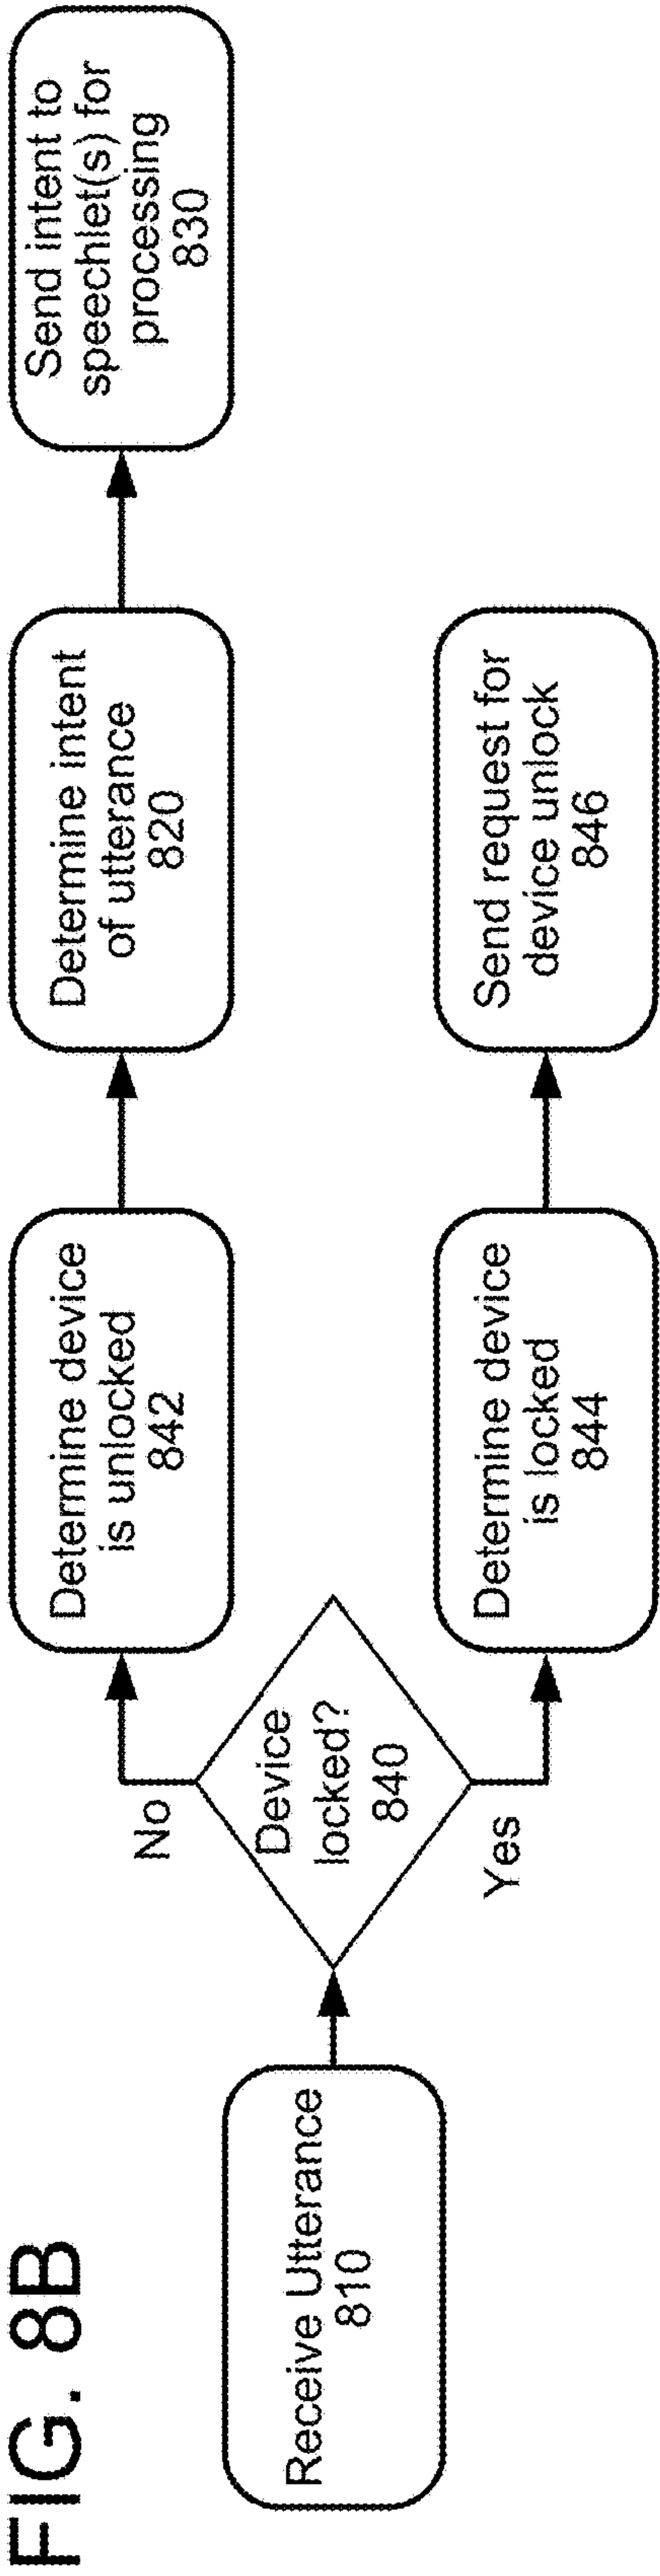 FIG. 8B
Receive Utterance
810
Device
locked?
840
No
Yes
Determine device
is unlocked
842
Determine intent
of utterance
820
Send intent to
speechlet(s) for
processing
830
Determine device
is locked
844
Send request for
device unlock
846